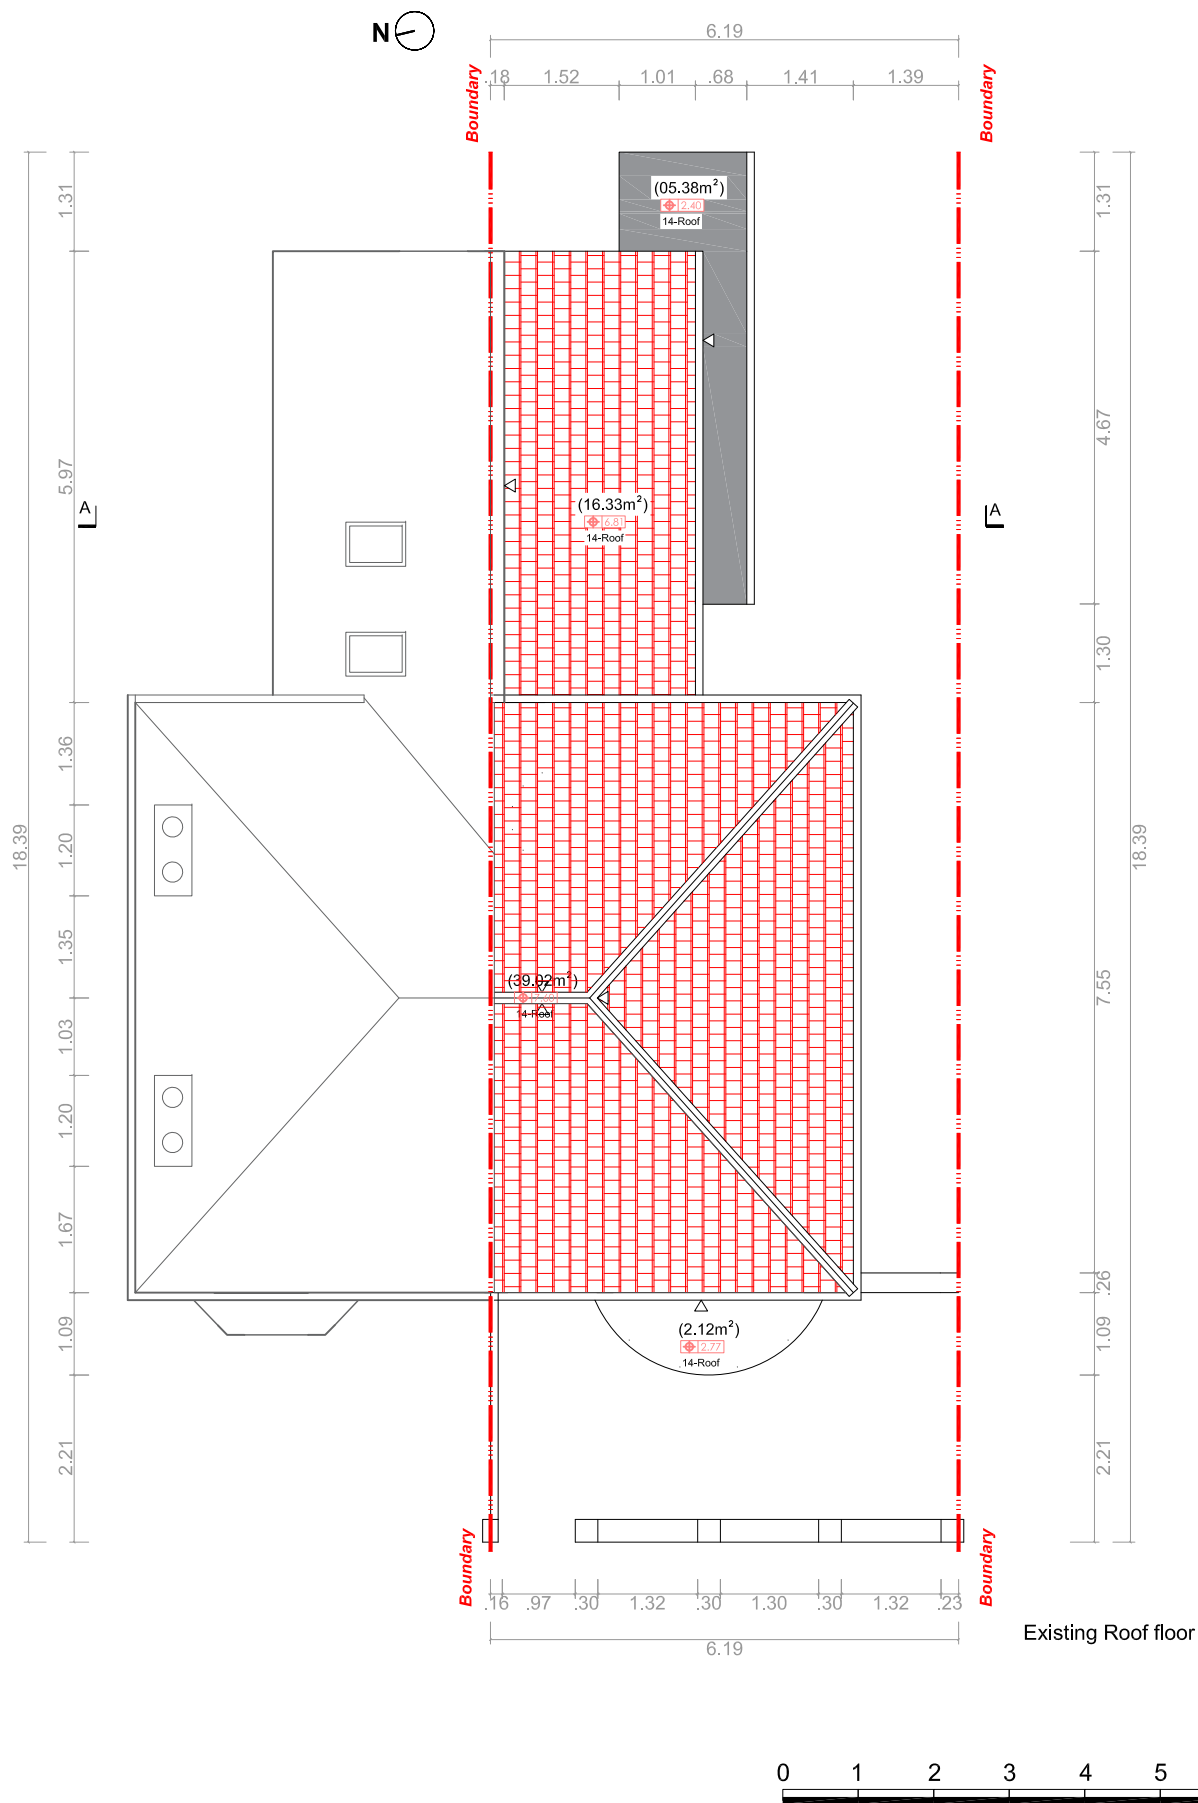 N
6.19
.18 1.52 1.01 .68 1.41 1.39
Boundary
Boundary
1.31
5.97
1.36
1.20
1.35
1.03
1.20
1.67
1.09
2.21
18.39
A
(05.38m²)
2.40
14-Roof
(16.33m²)
6.81
14-Roof
(39.02m²)
14-Roof
(2.12m²)
2.77
14-Roof
A
1.31
4.67
1.30
7.55
.26
1.09
2.21
18.39
Boundary
Boundary
.16 .97 .30 1.32 .30 1.30 .30 1.32 .23
6.19
Existing Roof floor
0 1 2 3 4 5